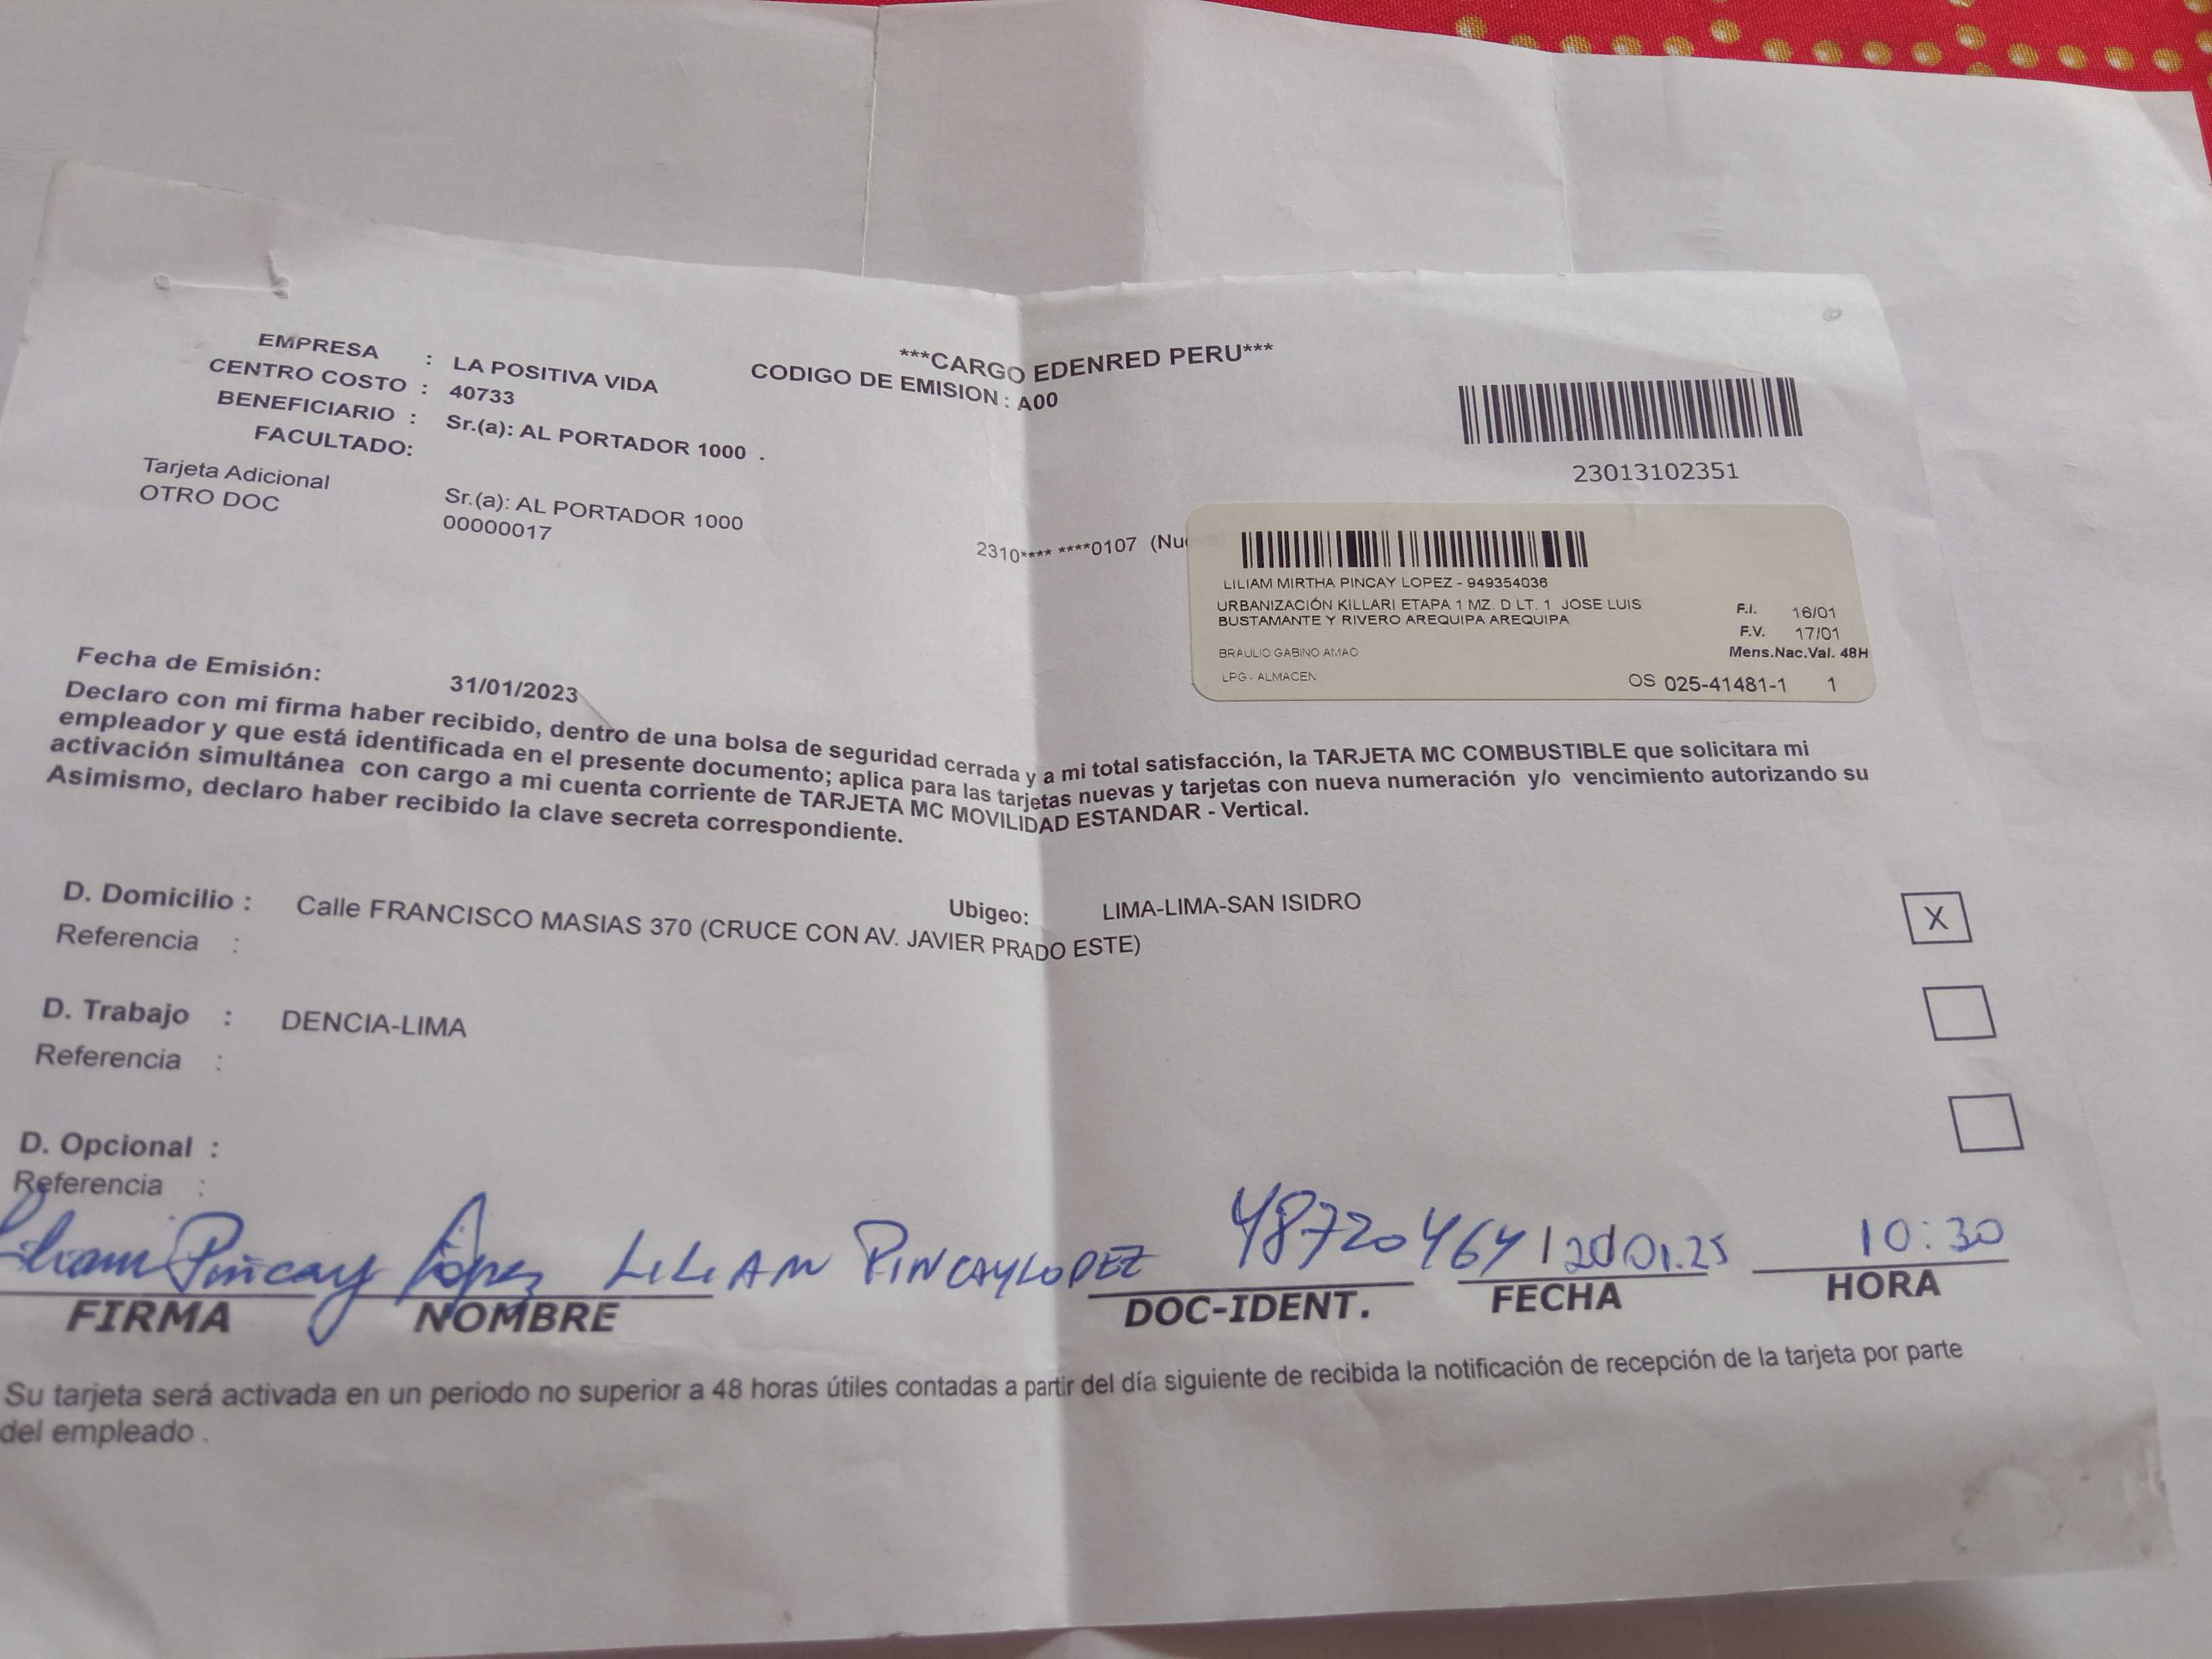 ***CARGO EDENRED PERU***
EMPRESA : LA POSITIVA VIDA CODIGO DE EMISION : A00
CENTRO COSTO : 40733
BENEFICIARIO : Sr.(a): AL PORTADOR 1000 .
FACULTADO:
23013102351
Tarjeta Adicional Sr.(a): AL PORTADOR 1000
OTRO DOC 00000017
2310**** ****0107 (Nu
LILIAM MIRTHA PINCAY LOPEZ - 949354036
URBANIZACIÓN KILLARI ETAPA 1 MZ. D LT. 1 JOSE LUIS
BUSTAMANTE Y RIVERO AREQUIPA AREQUIPA
F.I. 16/01
F.V. 17/01
BRAULIO GABINO AMAO Mens.Nac.Val. 48H
LPG - ALMACEN OS 025-41481-1 1
Fecha de Emisión: 31/01/2023
Declaro con mi firma haber recibido, dentro de una bolsa de seguridad cerrada y a mi total satisfacción, la TARJETA MC COMBUSTIBLE que solicitara mi
empleador y que está identificada en el presente documento; aplica para las tarjetas nuevas y tarjetas con nueva numeración y/o vencimiento autorizando su
activación simultánea con cargo a mi cuenta corriente de TARJETA MC MOVILIDAD ESTANDAR - Vertical.
Asimismo, declaro haber recibido la clave secreta correspondiente.
D. Domicilio : Calle FRANCISCO MASIAS 370 (CRUCE CON AV. JAVIER PRADO ESTE)
Ubigeo: LIMA-LIMA-SAN ISIDRO
X
Referencia :
D. Trabajo : DENCIA-LIMA
Referencia :
D. Opcional :
Referencia :
Liliam Pincay López LILIAM PINCAY LOPEZ 48720464 20.01.25 10:30
FIRMA NOMBRE DOC-IDENT. FECHA HORA
Su tarjeta será activada en un periodo no superior a 48 horas útiles contadas a partir del día siguiente de recibida la notificación de recepción de la tarjeta por parte
del empleado .